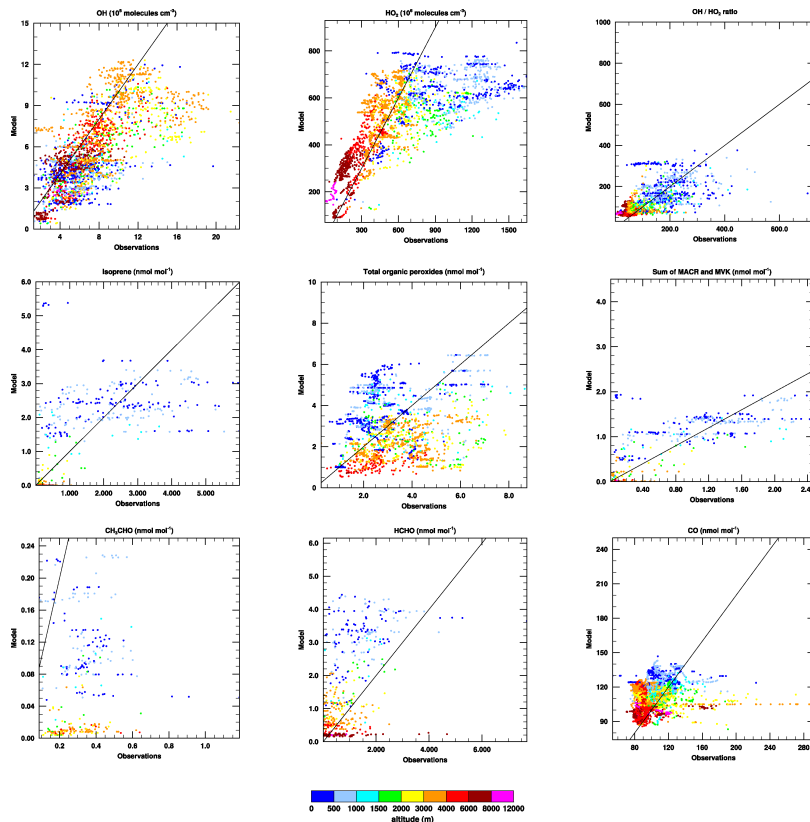 OH (10⁶ molecules cm⁻³)
15
12
9
6
3
0
Model
4 8 12 16 20
Observations
HO₂ (10⁶ molecules cm⁻³)
800
600
400
200
Model
300 600 900 1200 1500
Observations
OH / HO₂ ratio
1000
800
600
400
200
Model
200.0 400.0 600.0
Observations
Isoprene (nmol mol⁻¹)
6.0
5.0
4.0
3.0
2.0
1.0
0.0
Model
1.000 2.000 3.000 4.000 5.000
Observations
Total organic peroxides (nmol mol⁻¹)
10
8
6
4
2
0
Model
2.0 4.0 6.0 8.0
Observations
Sum of MACR and MVK (nmol mol⁻¹)
4.0
3.0
2.0
1.0
0.0
Model
0.40 0.80 1.20 1.60 2.00 2.4
Observations
CH₃CHO (nmol mol⁻¹)
0.24
0.20
0.16
0.12
0.08
0.04
0.00
Model
0.2 0.4 0.6 0.8 1.0
Observations
HCHO (nmol mol⁻¹)
6.0
5.0
4.0
3.0
2.0
1.0
0.0
Model
2.000 4.000 6.000
Observations
CO (nmol mol⁻¹)
240
210
180
150
120
90
Model
80 120 160 200 240 28
Observations
0 500 1000 1500 2000 3000 4000 6000 8000 12000
altitude (m)